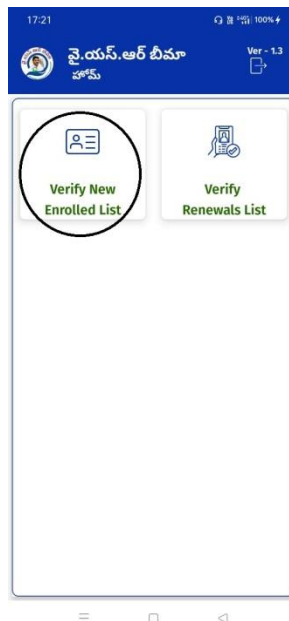 17:21
100%
వై.యస్.ఆర్ బీమా
హోమ్
Ver - 1.3
Verify New
Enrolled List
Verify
Renewals List